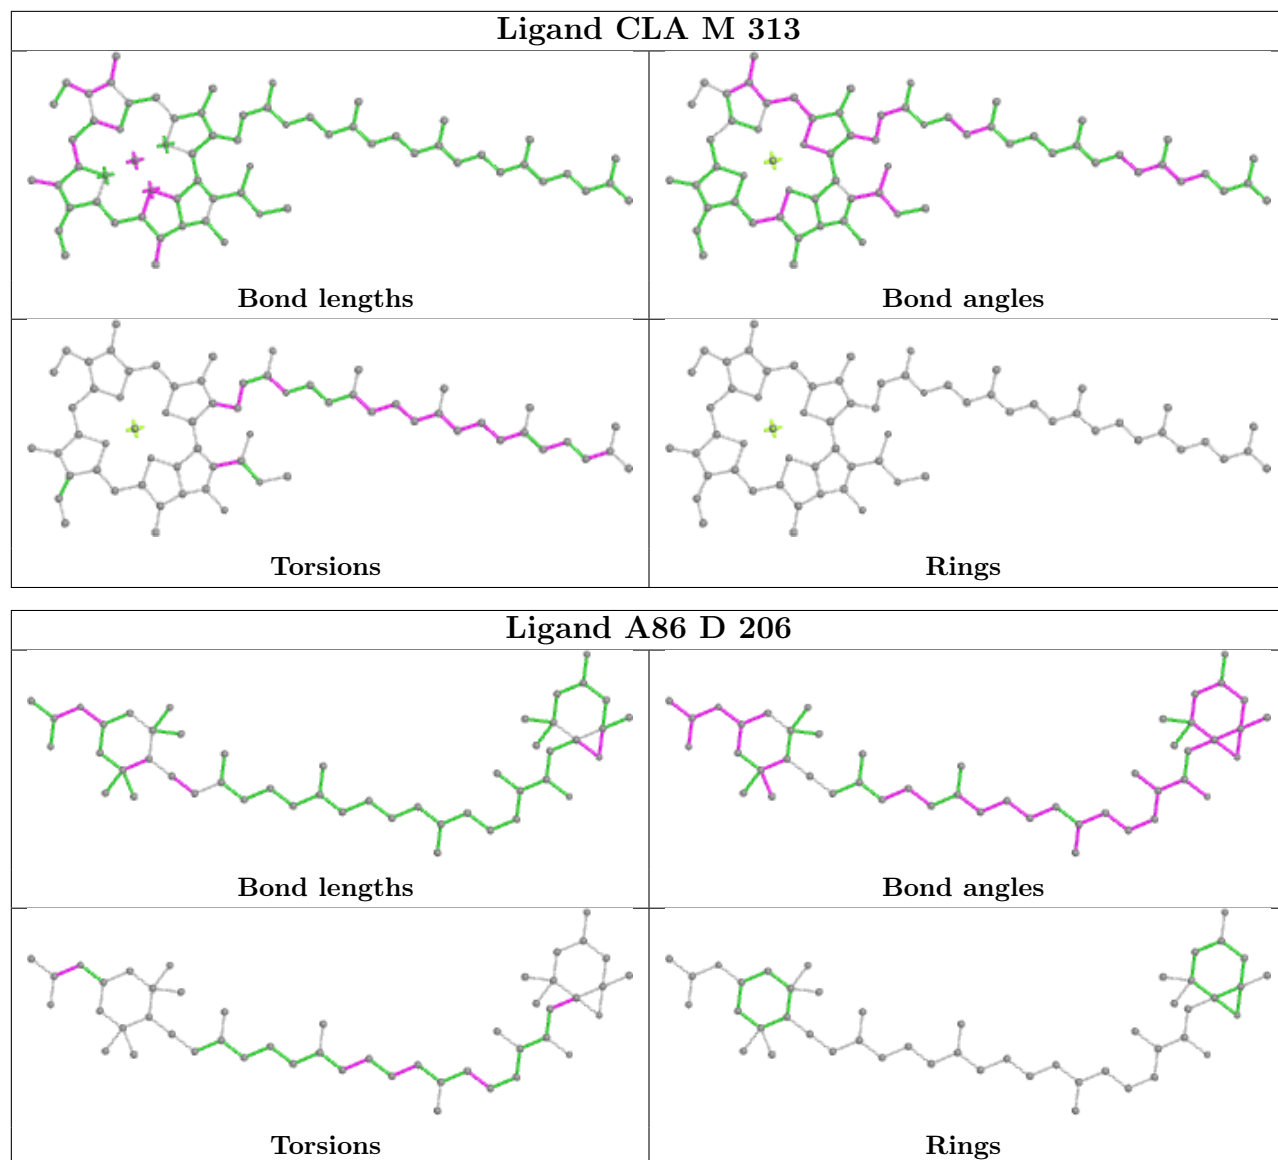 Ligand CLA M 313
Bond lengths
Bond angles
Torsions
Rings
Ligand A86 D 206
Bond lengths
Bond angles
Torsions
Rings